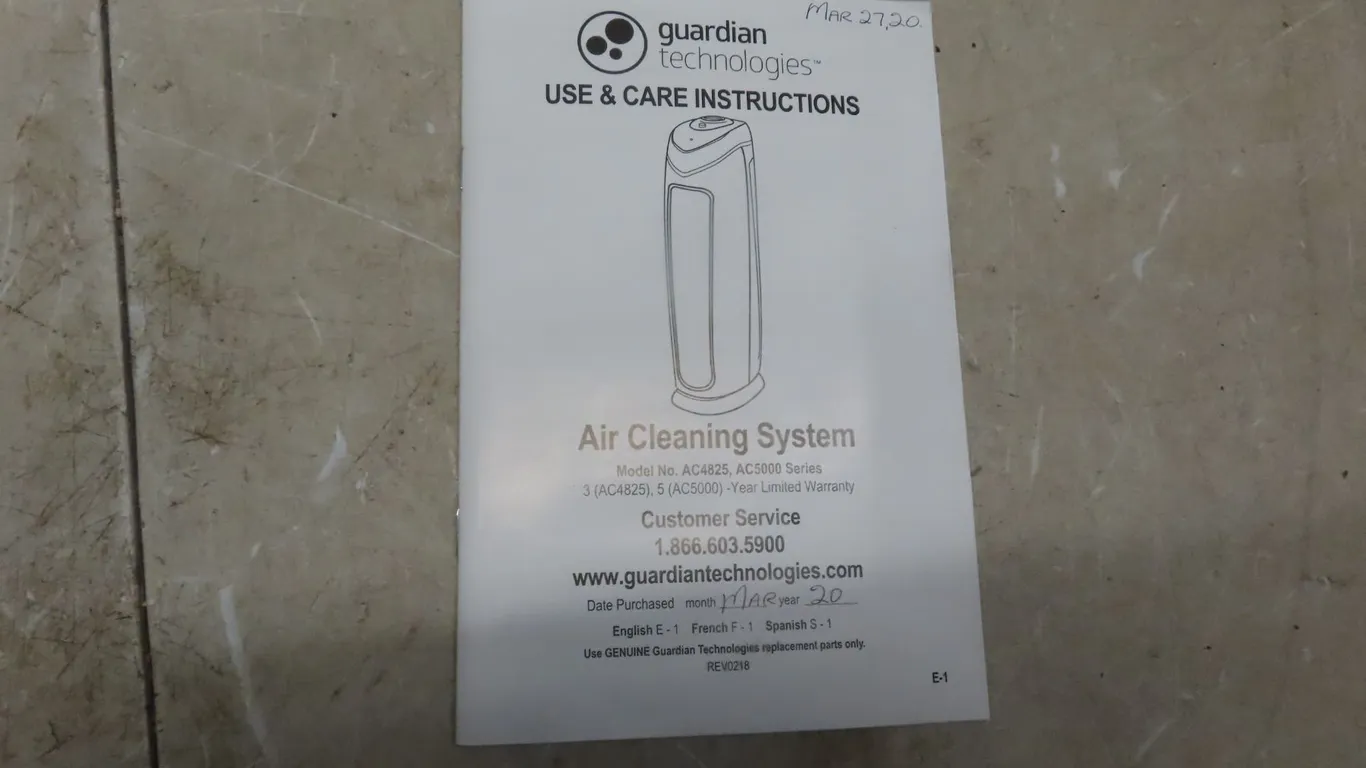 MAR 27,20.
guardian
technologies™
USE & CARE INSTRUCTIONS
Air Cleaning System
Model No. AC4825, AC5000 Series
3 (AC4825), 5 (AC5000) -Year Limited Warranty
Customer Service
1.866.603.5900
www.guardiantechnologies.com
Date Purchased month MAR year 20
English E - 1 French F - 1 Spanish S - 1
Use GENUINE Guardian Technologies replacement parts only.
REV0218
E-1